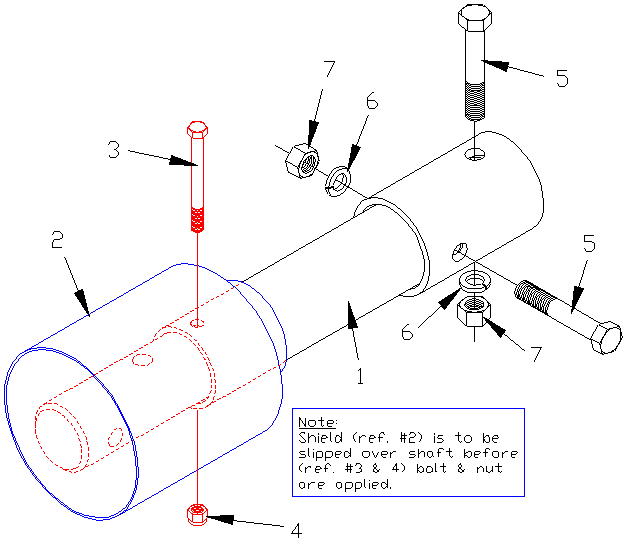 5
7
6
3
2
5
6
7
1
Note:
Shield (ref. #2) is to be
slipped over shaft before
(ref. #3 & 4) bolt & nut
are applied.
4